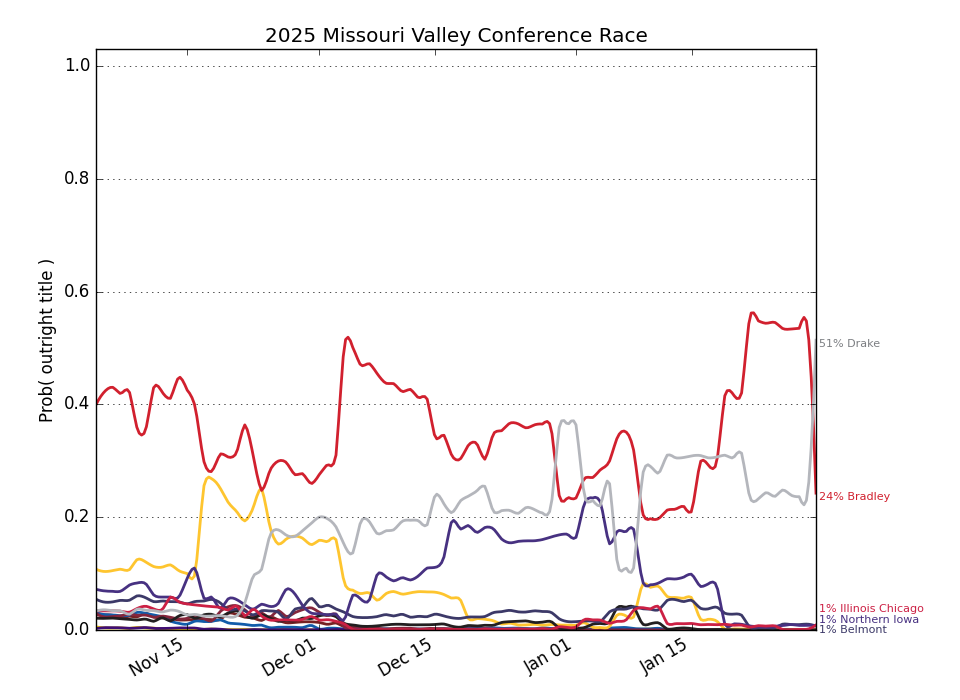 2025 Missouri Valley Conference Race
1.0
0.8
0.6
0.4
0.2
0.0
Prob( outright title )
51% Drake
24% Bradley
1% Illinois Chicago
1% Northern Iowa
1% Belmont
Nov 15
Dec 01
Dec 15
Jan 01
Jan 15